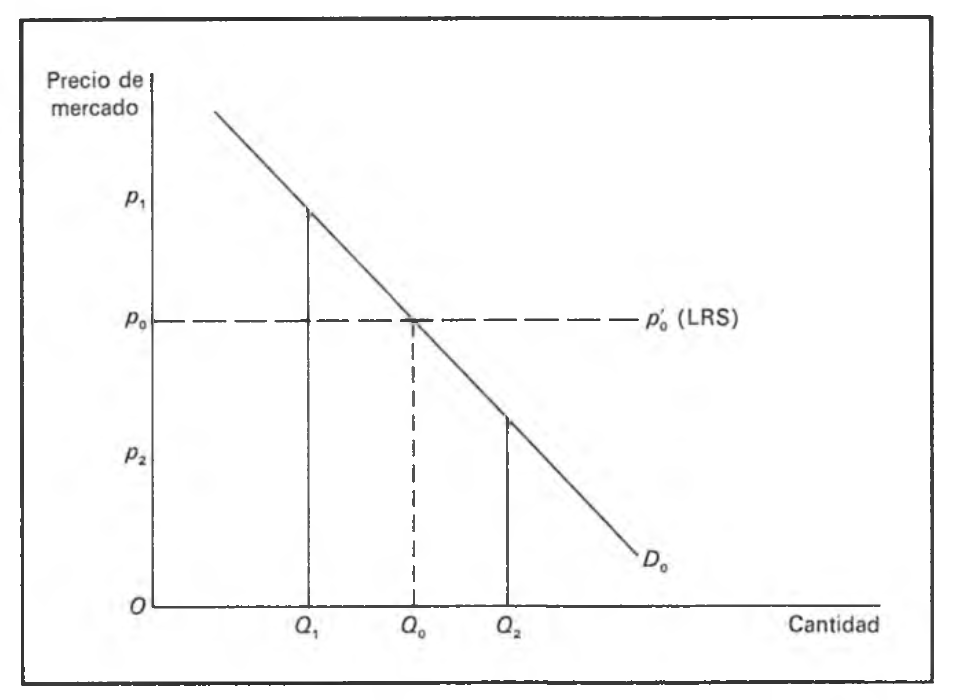 Precio de
mercado
p₁
p₀
p′₀ (LRS)
p₂
D₀
O
Q₁
Q₀
Q₂
Cantidad